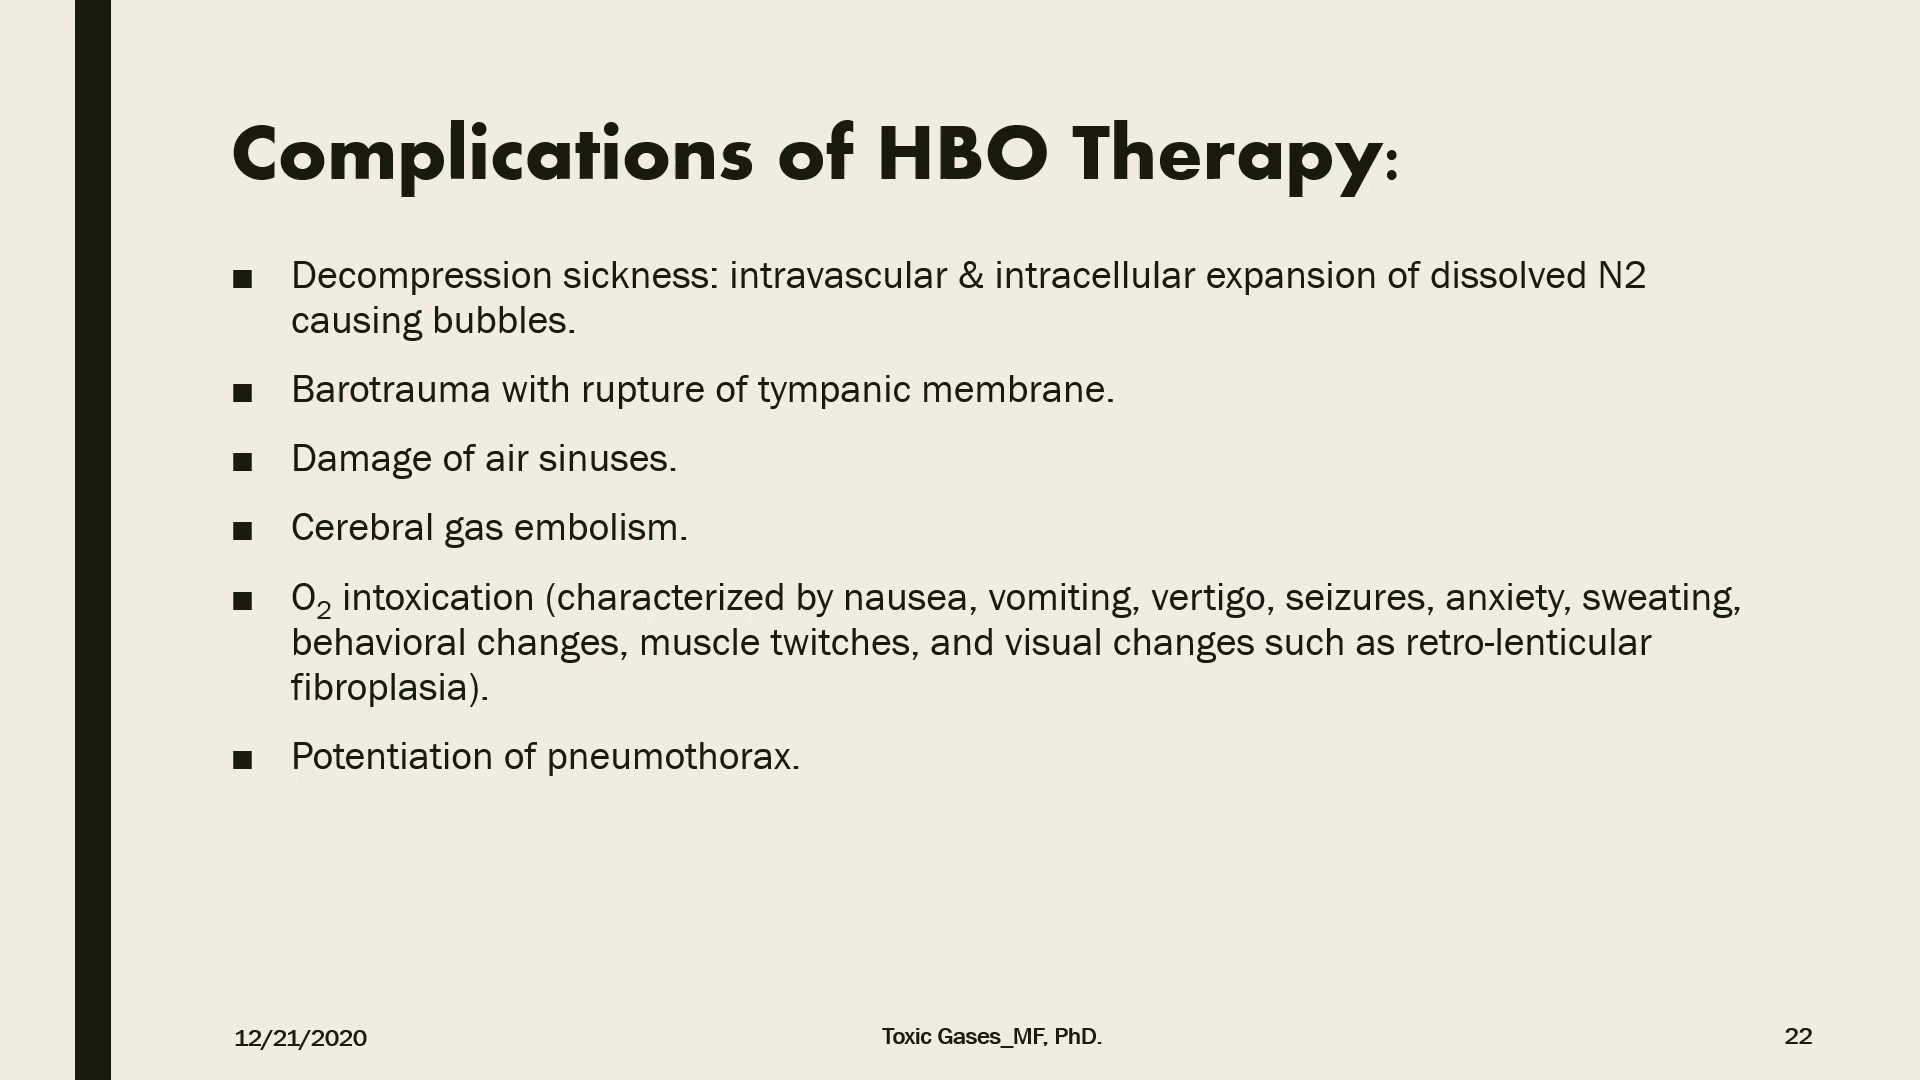 Complications of HBO Therapy:
■ Decompression sickness: intravascular & intracellular expansion of dissolved N2
causing bubbles.
■ Barotrauma with rupture of tympanic membrane.
■ Damage of air sinuses.
■ Cerebral gas embolism.
■ O₂ intoxication (characterized by nausea, vomiting, vertigo, seizures, anxiety, sweating,
behavioral changes, muscle twitches, and visual changes such as retro-lenticular
fibroplasia).
■ Potentiation of pneumothorax.
12/21/2020
Toxic Gases_MF, PhD.
22